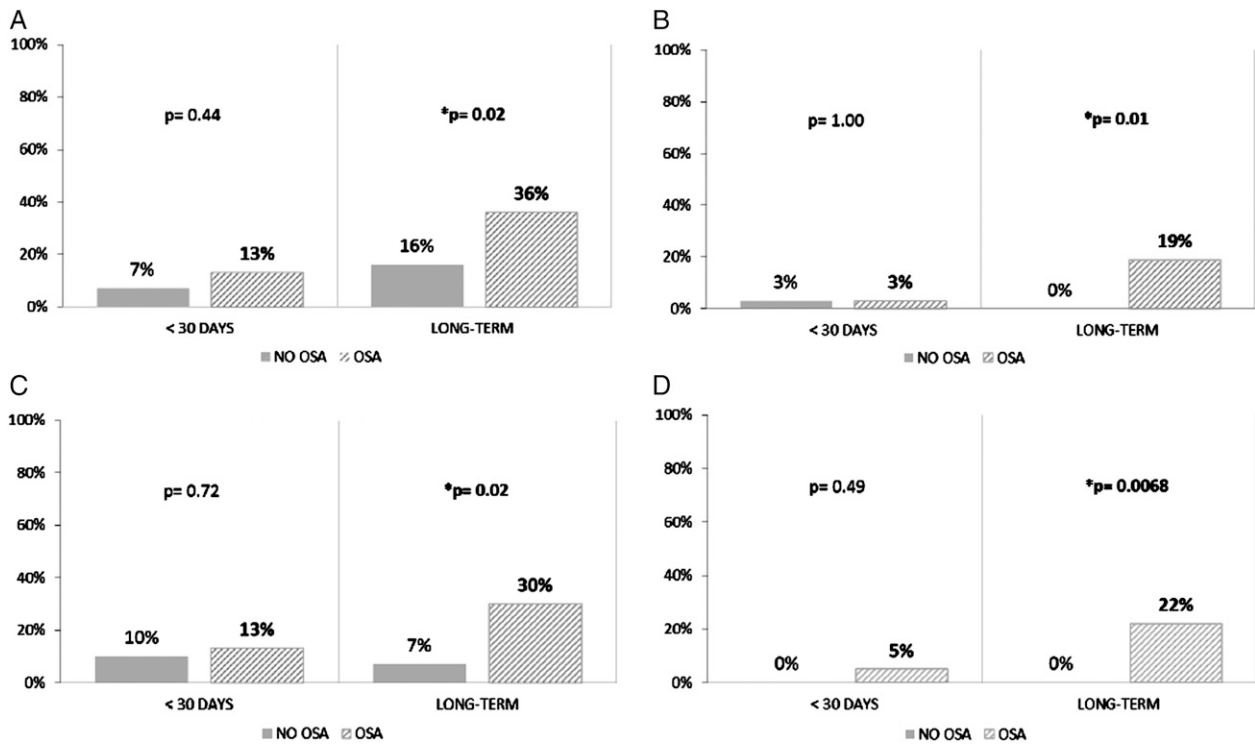 A
100%
80%
60%
40%
20%
0%
p= 0.44
*p= 0.02
7%
13%
16%
36%
< 30 DAYS
LONG-TERM
NO OSA
OSA
B
100%
80%
60%
40%
20%
0%
p= 1.00
*p= 0.01
3%
3%
0%
19%
< 30 DAYS
LONG-TERM
NO OSA
OSA
C
100%
80%
60%
40%
20%
0%
p= 0.72
*p= 0.02
10%
13%
7%
30%
< 30 DAYS
LONG-TERM
NO OSA
OSA
D
100%
80%
60%
40%
20%
0%
p= 0.49
*p= 0.0068
0%
5%
0%
22%
< 30 DAYS
LONG-TERM
NO OSA
OSA